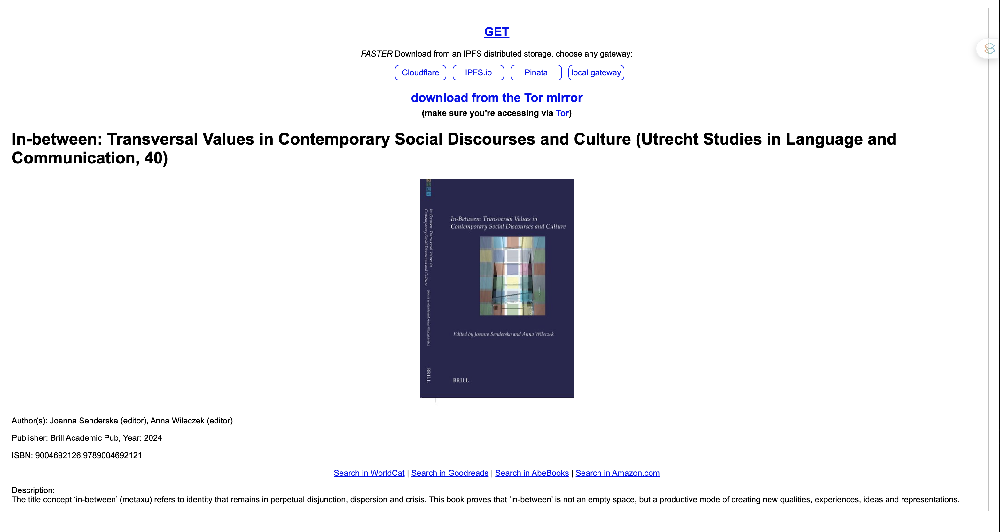 GET
FASTER Download from an IPFS distributed storage, choose any gateway:
Cloudflare
IPFS.io
Pinata
local gateway
download from the Tor mirror
(make sure you're accessing via Tor)
In-between: Transversal Values in Contemporary Social Discourses and Culture (Utrecht Studies in Language and
Communication, 40)
In-Between: Transversal Values in
Contemporary Social Discourses and Culture
Joanna Senderska and Anna Wileczek (Eds.)
BRILL
In-Between: Transversal Values in
Contemporary Social Discourses and Culture
Edited by Joanna Senderska and Anna Wileczek
BRILL
Author(s): Joanna Senderska (editor), Anna Wileczek (editor)
Publisher: Brill Academic Pub, Year: 2024
ISBN: 9004692126,9789004692121
Search in WorldCat | Search in Goodreads | Search in AbeBooks | Search in Amazon.com
Description:
The title concept ‘in-between’ (metaxu) refers to identity that remains in perpetual disjunction, dispersion and crisis. This book proves that ‘in-between’ is not an empty space, but a productive mode of creating new qualities, experiences, ideas and representations.